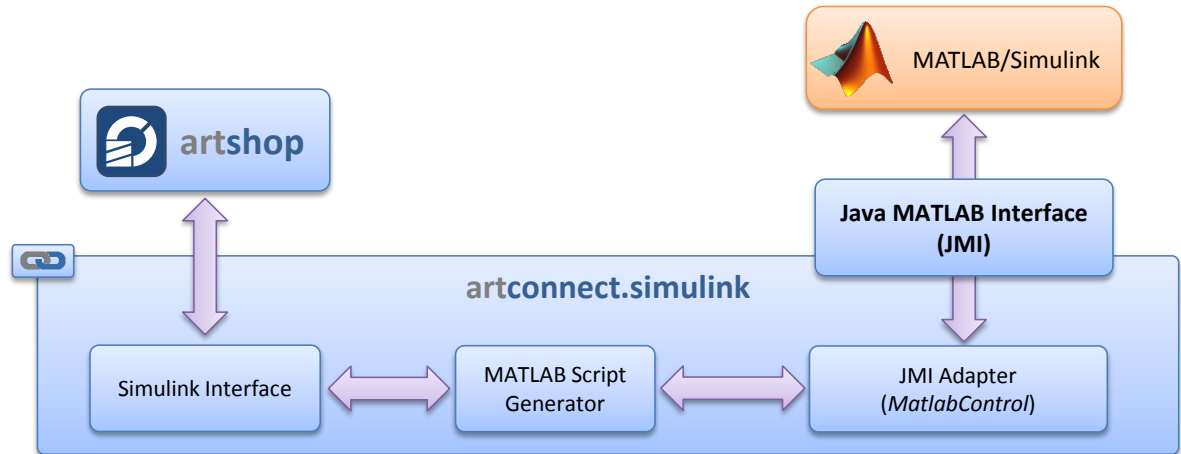 MATLAB/Simulink
artshop
Java MATLAB Interface
(JMI)
artconnect.simulink
Simulink Interface
MATLAB Script
Generator
JMI Adapter
(MatlabControl)